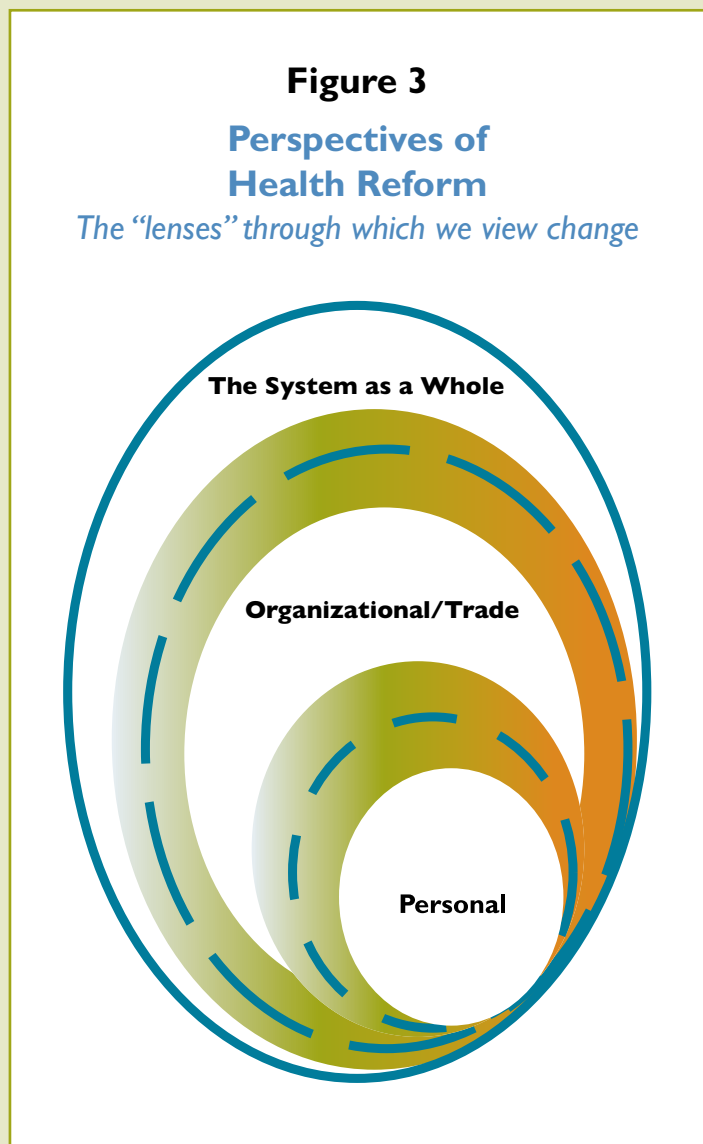 Figure 3
Perspectives of
Health Reform
The “lenses” through which we view change
The System as a Whole
Organizational/Trade
Personal